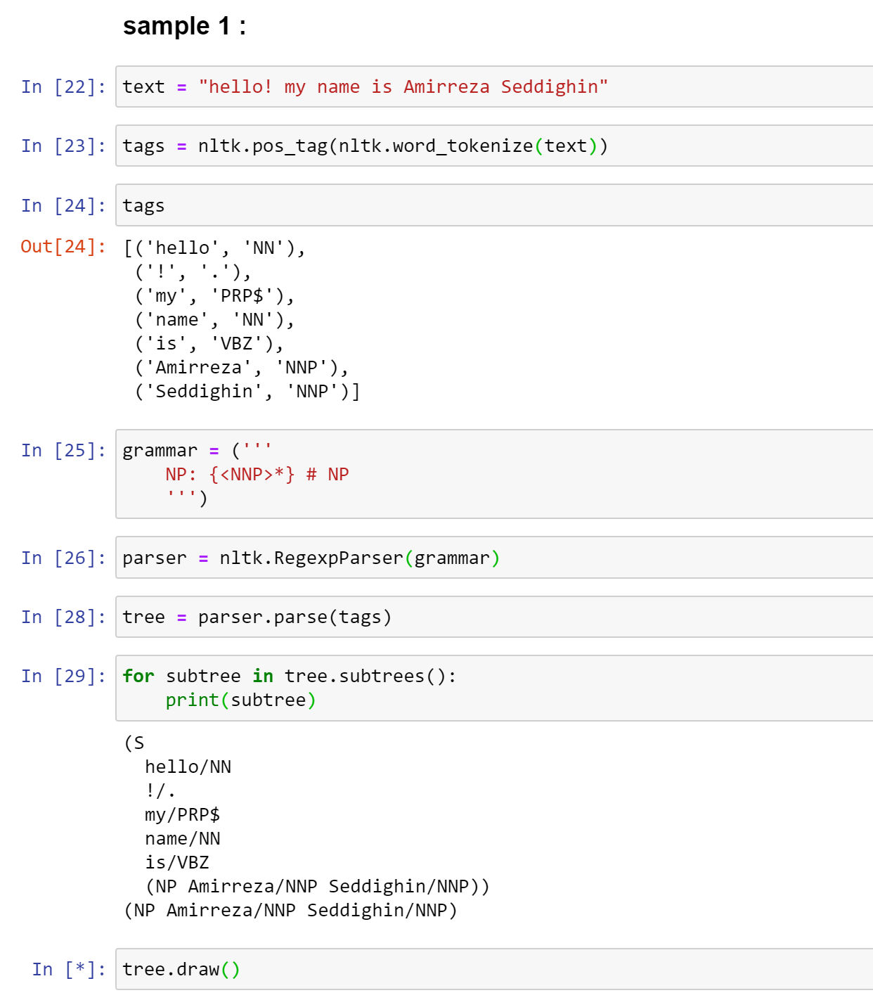 sample 1 :
In [22]: text = "hello! my name is Amirreza Seddighin"
In [23]: tags = nltk.pos_tag(nltk.word_tokenize(text))
In [24]: tags
Out[24]: [('hello', 'NN'),
 ('!', '.'),
 ('my', 'PRP$'),
 ('name', 'NN'),
 ('is', 'VBZ'),
 ('Amirreza', 'NNP'),
 ('Seddighin', 'NNP')]
In [25]: grammar = ('''
    NP: {<NNP>*} # NP
    ''')
In [26]: parser = nltk.RegexpParser(grammar)
In [28]: tree = parser.parse(tags)
In [29]: for subtree in tree.subtrees():
    print(subtree)
(S
  hello/NN
  !/.
  my/PRP$
  name/NN
  is/VBZ
  (NP Amirreza/NNP Seddighin/NNP))
(NP Amirreza/NNP Seddighin/NNP)
In [*]: tree.draw()